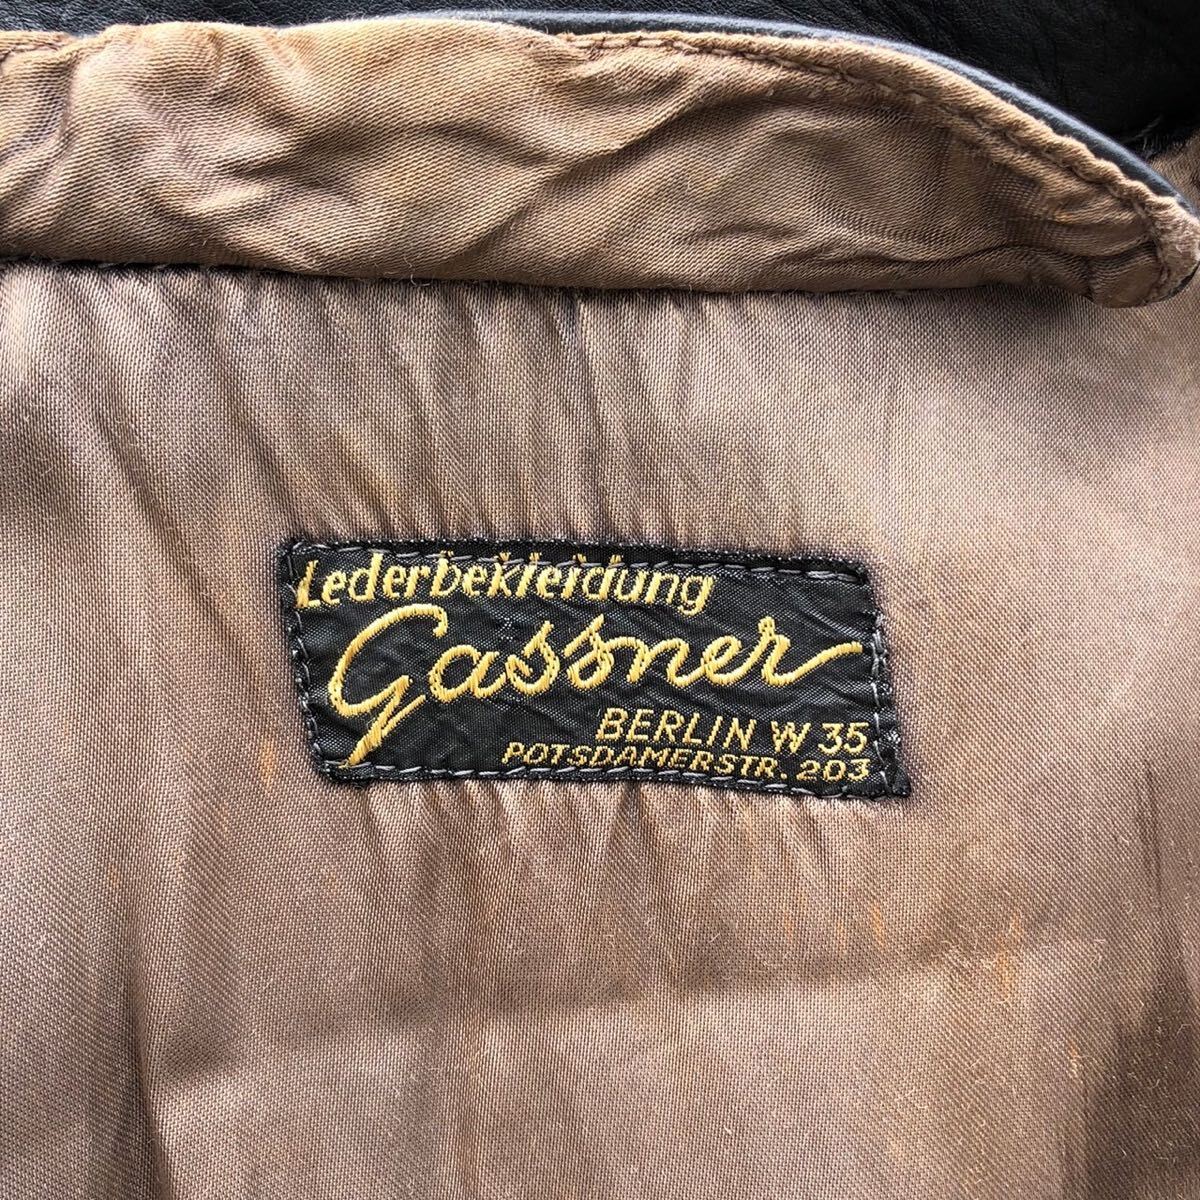 Lederbekleidung
Gassner
BERLIN W 35
POTSDAMERSTR. 203